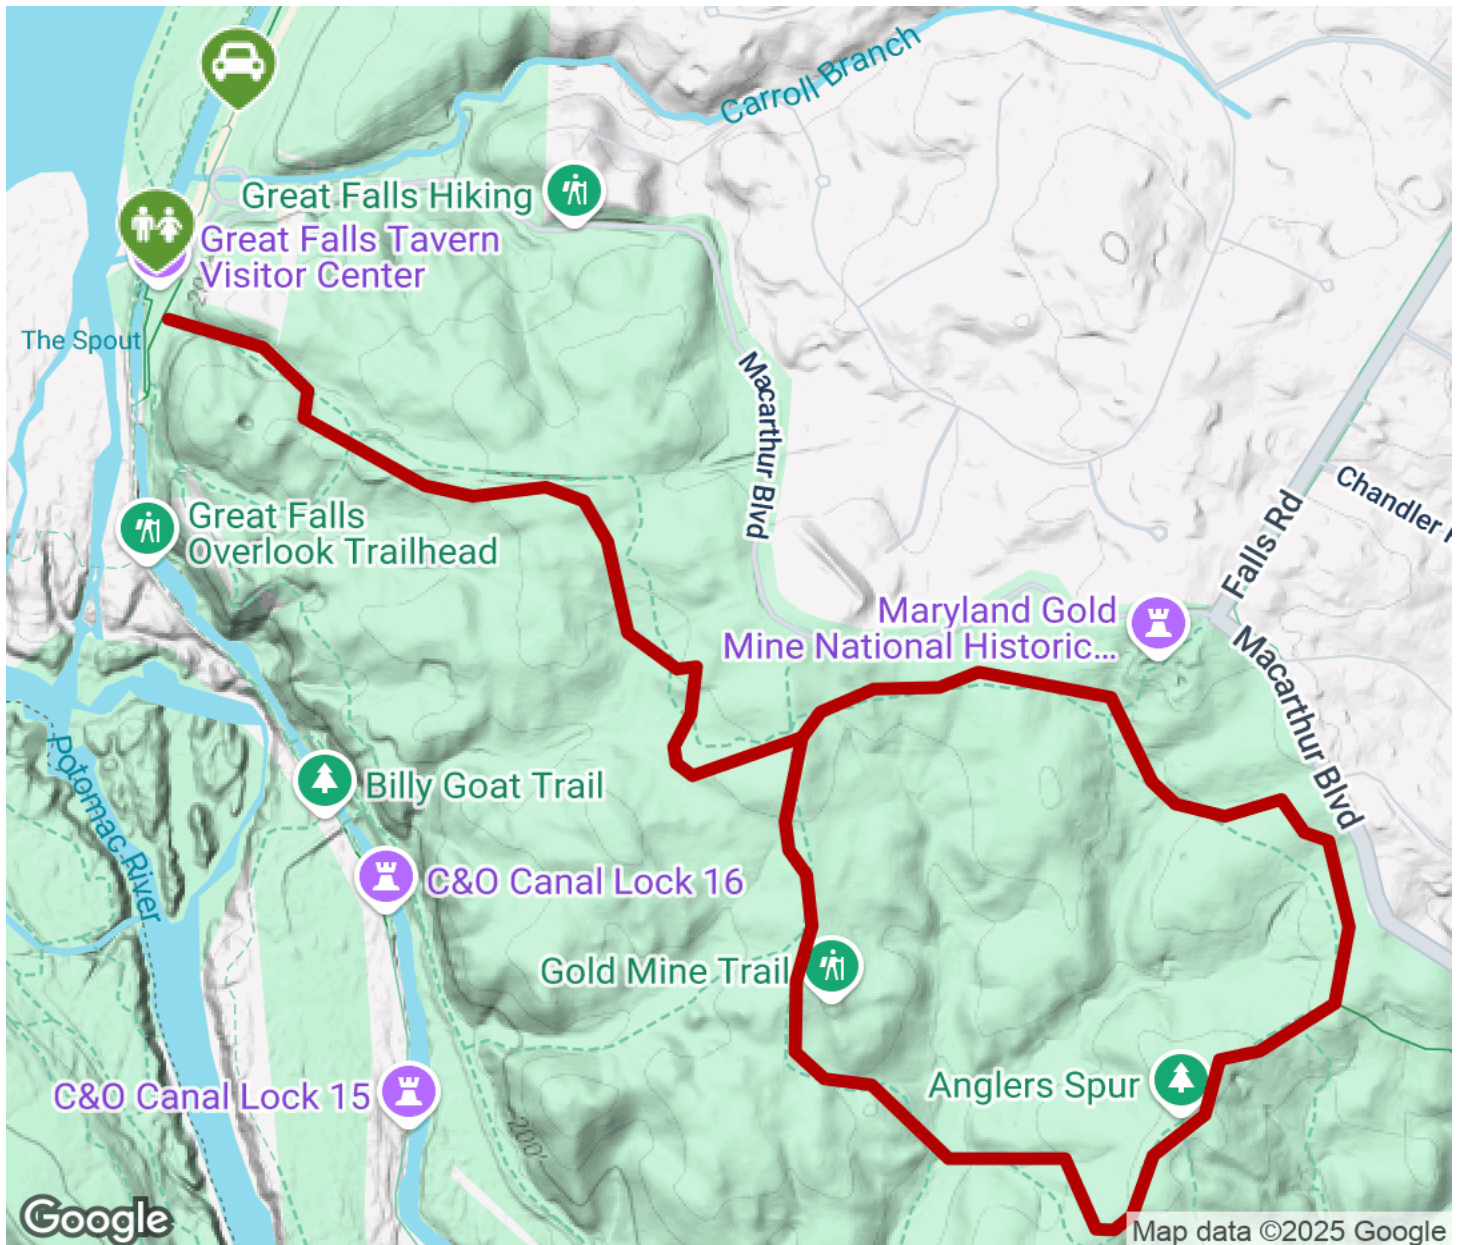 Carroll Branch
Great Falls Hiking
Great Falls Tavern
Visitor Center
The Spout
Macarthur Blvd
Falls Rd
Chandler
Great Falls
Overlook Trailhead
Maryland Gold
Mine National Historic...
Macarthur Blvd
Potomac River
Billy Goat Trail
C&O Canal Lock 16
Gold Mine Trail
Anglers Spur
C&O Canal Lock 15
200'
Google
Map data ©2025 Google